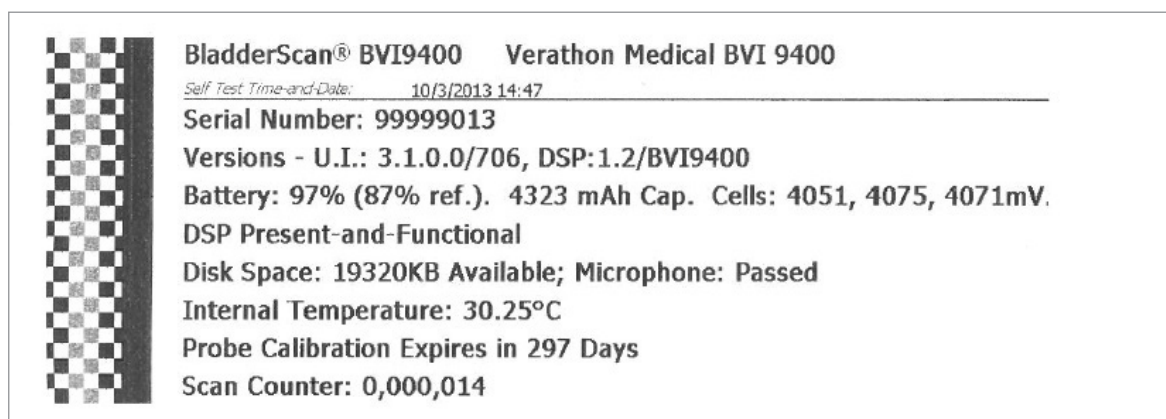 BladderScan® BVI9400 Verathon Medical BVI 9400
Self Test Time-and-Date: 10/3/2013 14:47
Serial Number: 99999013
Versions - U.I.: 3.1.0.0/706, DSP:1.2/BVI9400
Battery: 97% (87% ref.). 4323 mAh Cap. Cells: 4051, 4075, 4071mV.
DSP Present-and-Functional
Disk Space: 19320KB Available; Microphone: Passed
Internal Temperature: 30.25°C
Probe Calibration Expires in 297 Days
Scan Counter: 0,000,014